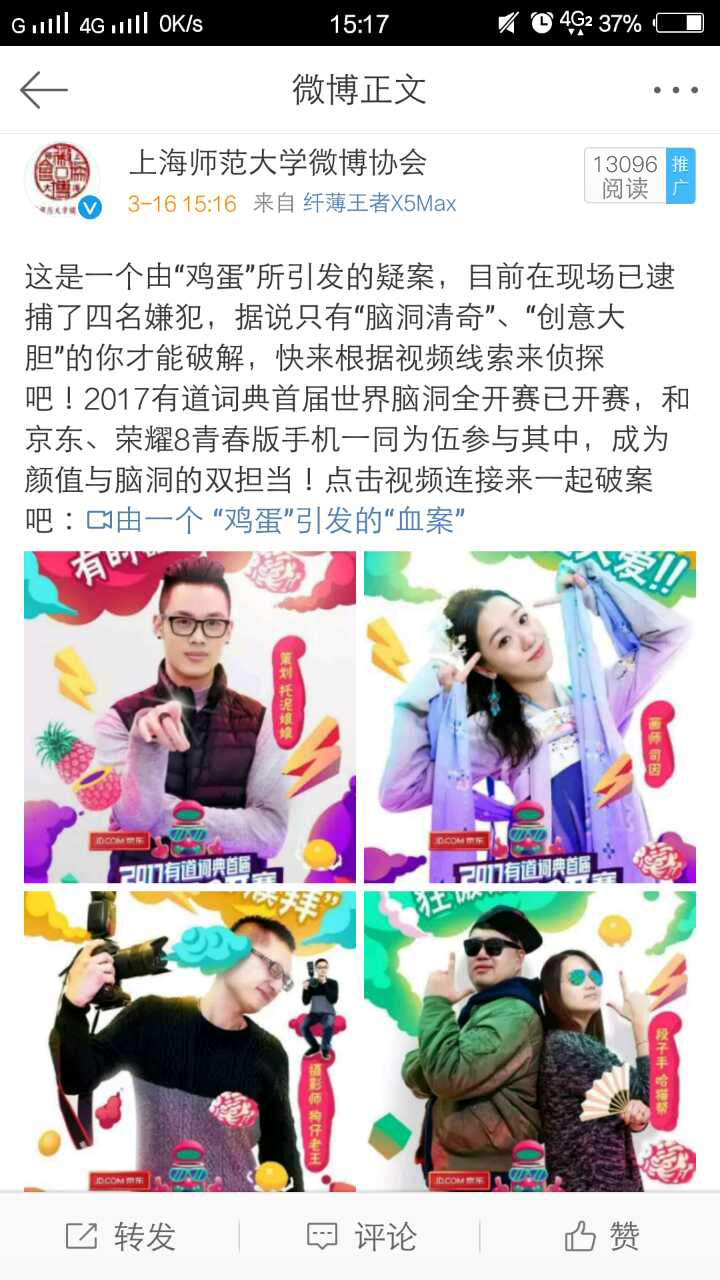 G 4G 0K/s 15:17 4G2 37%
微博正文
上海师范大学微博协会
3-16 15:16 来自 纤薄王者X5Max
13096
阅读
推广
这是一个由“鸡蛋”所引发的疑案，目前在现场已逮
捕了四名嫌犯，据说只有“脑洞清奇”、“创意大
胆”的你才能破解，快来根据视频线索来侦探
吧！2017有道词典首届世界脑洞全开赛已开赛，和
京东、荣耀8青春版手机一同为伍参与其中，成为
颜值与脑洞的双担当！点击视频连接来一起破案
吧：由一个 “鸡蛋”引发的“血案”
策划 托泥娘娘
JD.COM 京东
2017有道词典首届
画师 司因
JD.COM 京东
2017有道词典首届
摄影师 狗仔老王
JD.COM 京东
段子手 哈猫帮
JD.COM 京东
转发
评论
赞